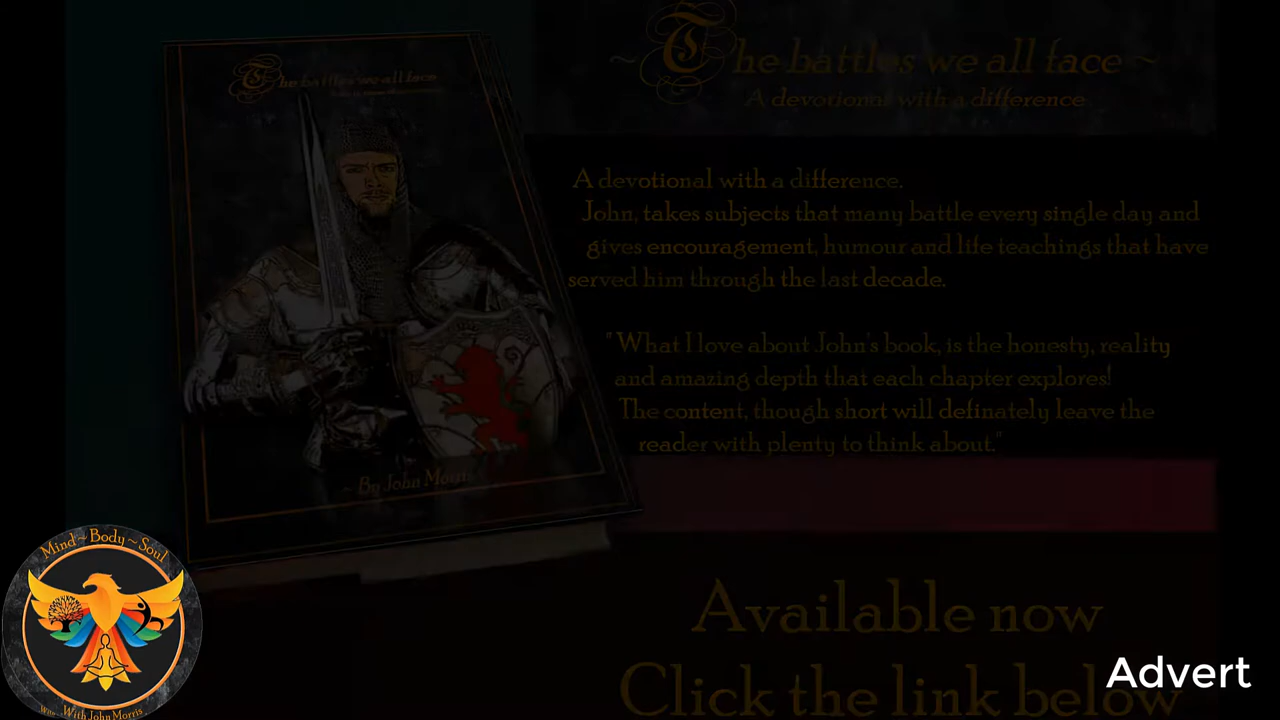 ~ The battles we all face ~
A devotional with a difference
The battles we all face
A devotional with a difference.
John, takes subjects that many battle every single day and
gives encouragement, humour and life teachings that have
served him through the last decade.
"What I love about John's book, is the honesty, reality
and amazing depth that each chapter explores!
The content, though short will definately leave the
reader with plenty to think about."
~ By John Morris
Mind ~ Body ~ Soul
With John Morris
Available now
Click the link below
Advert